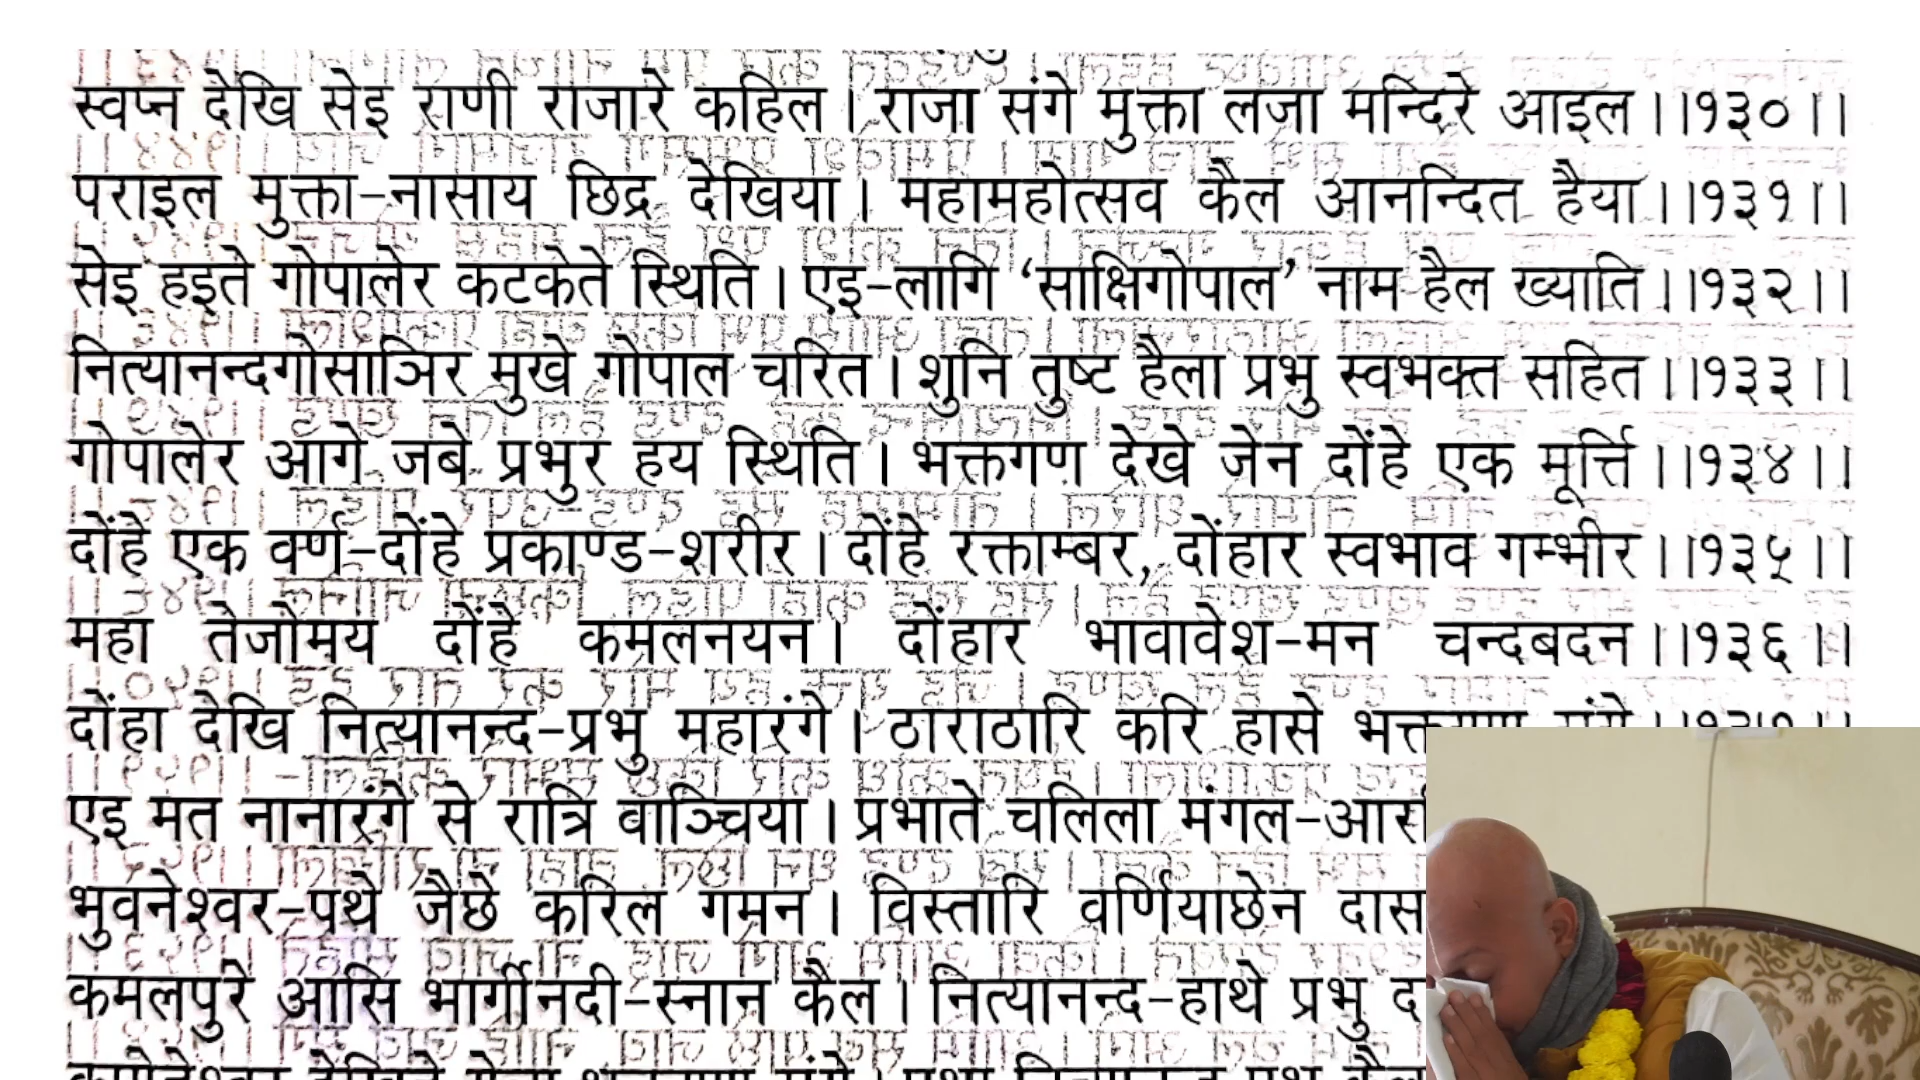 स्वप्न देखि सेइ राणी राजारे कहिल। राजा संगे मुक्ता लञा मन्दिरे आइल।।१३०।।
पराइल मुक्ता-नासाय छिद्र देखिया। महामहोत्सव कैल आनन्दित हैया।।१३१।।
सेइ हइते गोपालेर कटकेते स्थिति। एइ-लागि ‘साक्षिगोपाल’ नाम हैल ख्याति।।१३२।।
नित्यानन्दगोसाञिर मुखे गोपाल चरित। शुनि तुष्ट हैला प्रभु स्वभक्त सहित।।१३३।।
गोपालेर आगे जबे प्रभुर हय स्थिति। भक्तगण देखे जेन दोंहे एक मूर्त्ति।।१३४।।
दोंहे एक वर्ण-दोंहे प्रकाण्ड-शरीर। दोंहे रक्ताम्बर, दोंहार स्वभाव गम्भीर।।१३५।।
महा तेजोमय दोंहे कमलनयन। दोंहार भावावेश-मन चन्दबदन।।१३६।।
दोंहा देखि नित्यानन्द-प्रभु महारंगे। ठाराठारि करि हासे
एइ मत नानारंगे से रात्रि वाञ्चिया। प्रभाते चलिला मंगल-
भुवनेश्वर-पथे जैछे करिल गमन। विस्तारि वर्णियाछेन दास
कमलपुरे आसि भार्गीनदी-स्नान कैल। नित्यानन्द-हाथे प्रभु